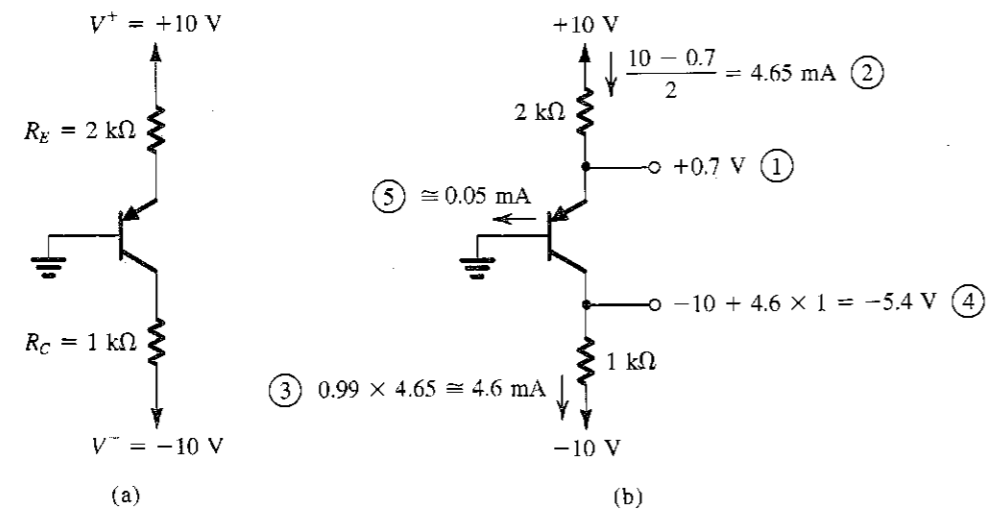 V⁺ = +10 V
R_E = 2 kΩ
R_C = 1 kΩ
V⁻ = −10 V
(a)
+10 V
(10 − 0.7)/2 = 4.65 mA ②
2 kΩ
+0.7 V ①
⑤ ≅ 0.05 mA
−10 + 4.6 × 1 = −5.4 V ④
1 kΩ
③ 0.99 × 4.65 ≅ 4.6 mA
−10 V
(b)